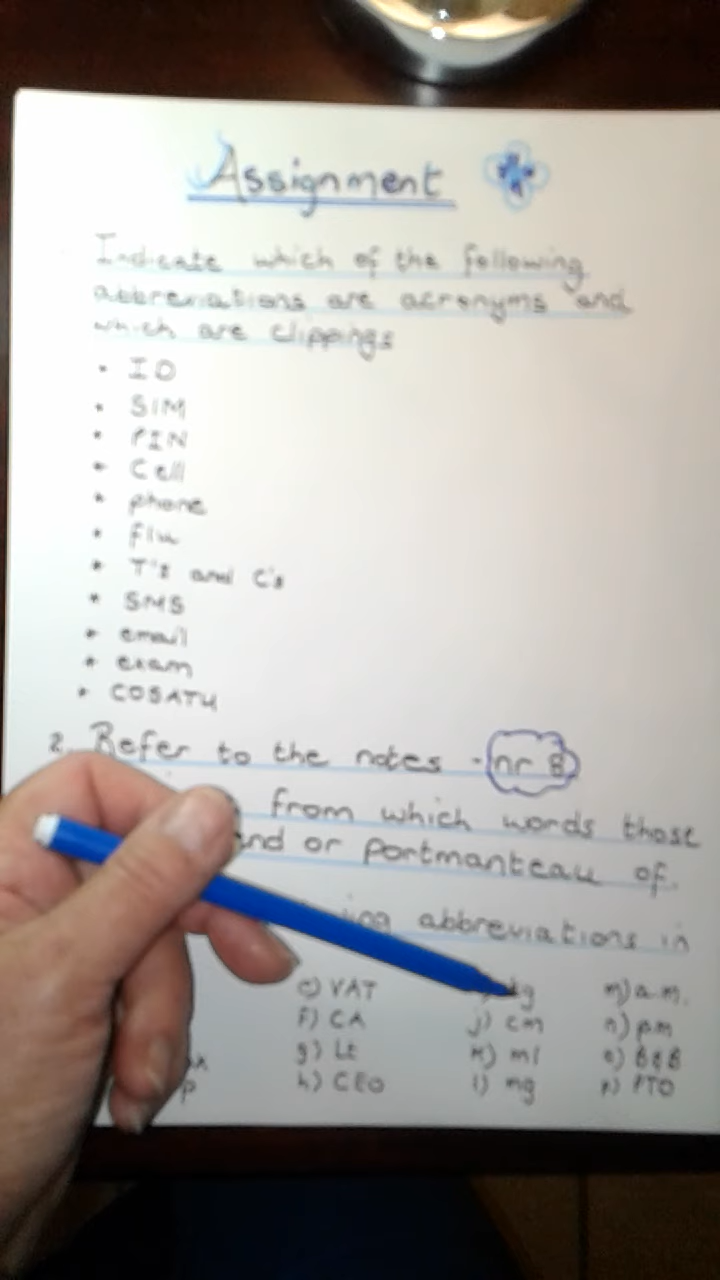 Assignment
Indicate which of the following
abbreviations are acronyms and
which are clippings
• ID
• SIM
• PIN
• Cell
• phone
• flu
• T's and C's
• SMS
• email
• exam
• COSATU
2. Refer to the notes - nr 8
from which words those
and or portmanteau of.
abbreviations in
e) VAT m) a.m.
f) CA j) cm n) pm
g) Lt k) ml o) B&B
h) CEO l) mg p) PTO